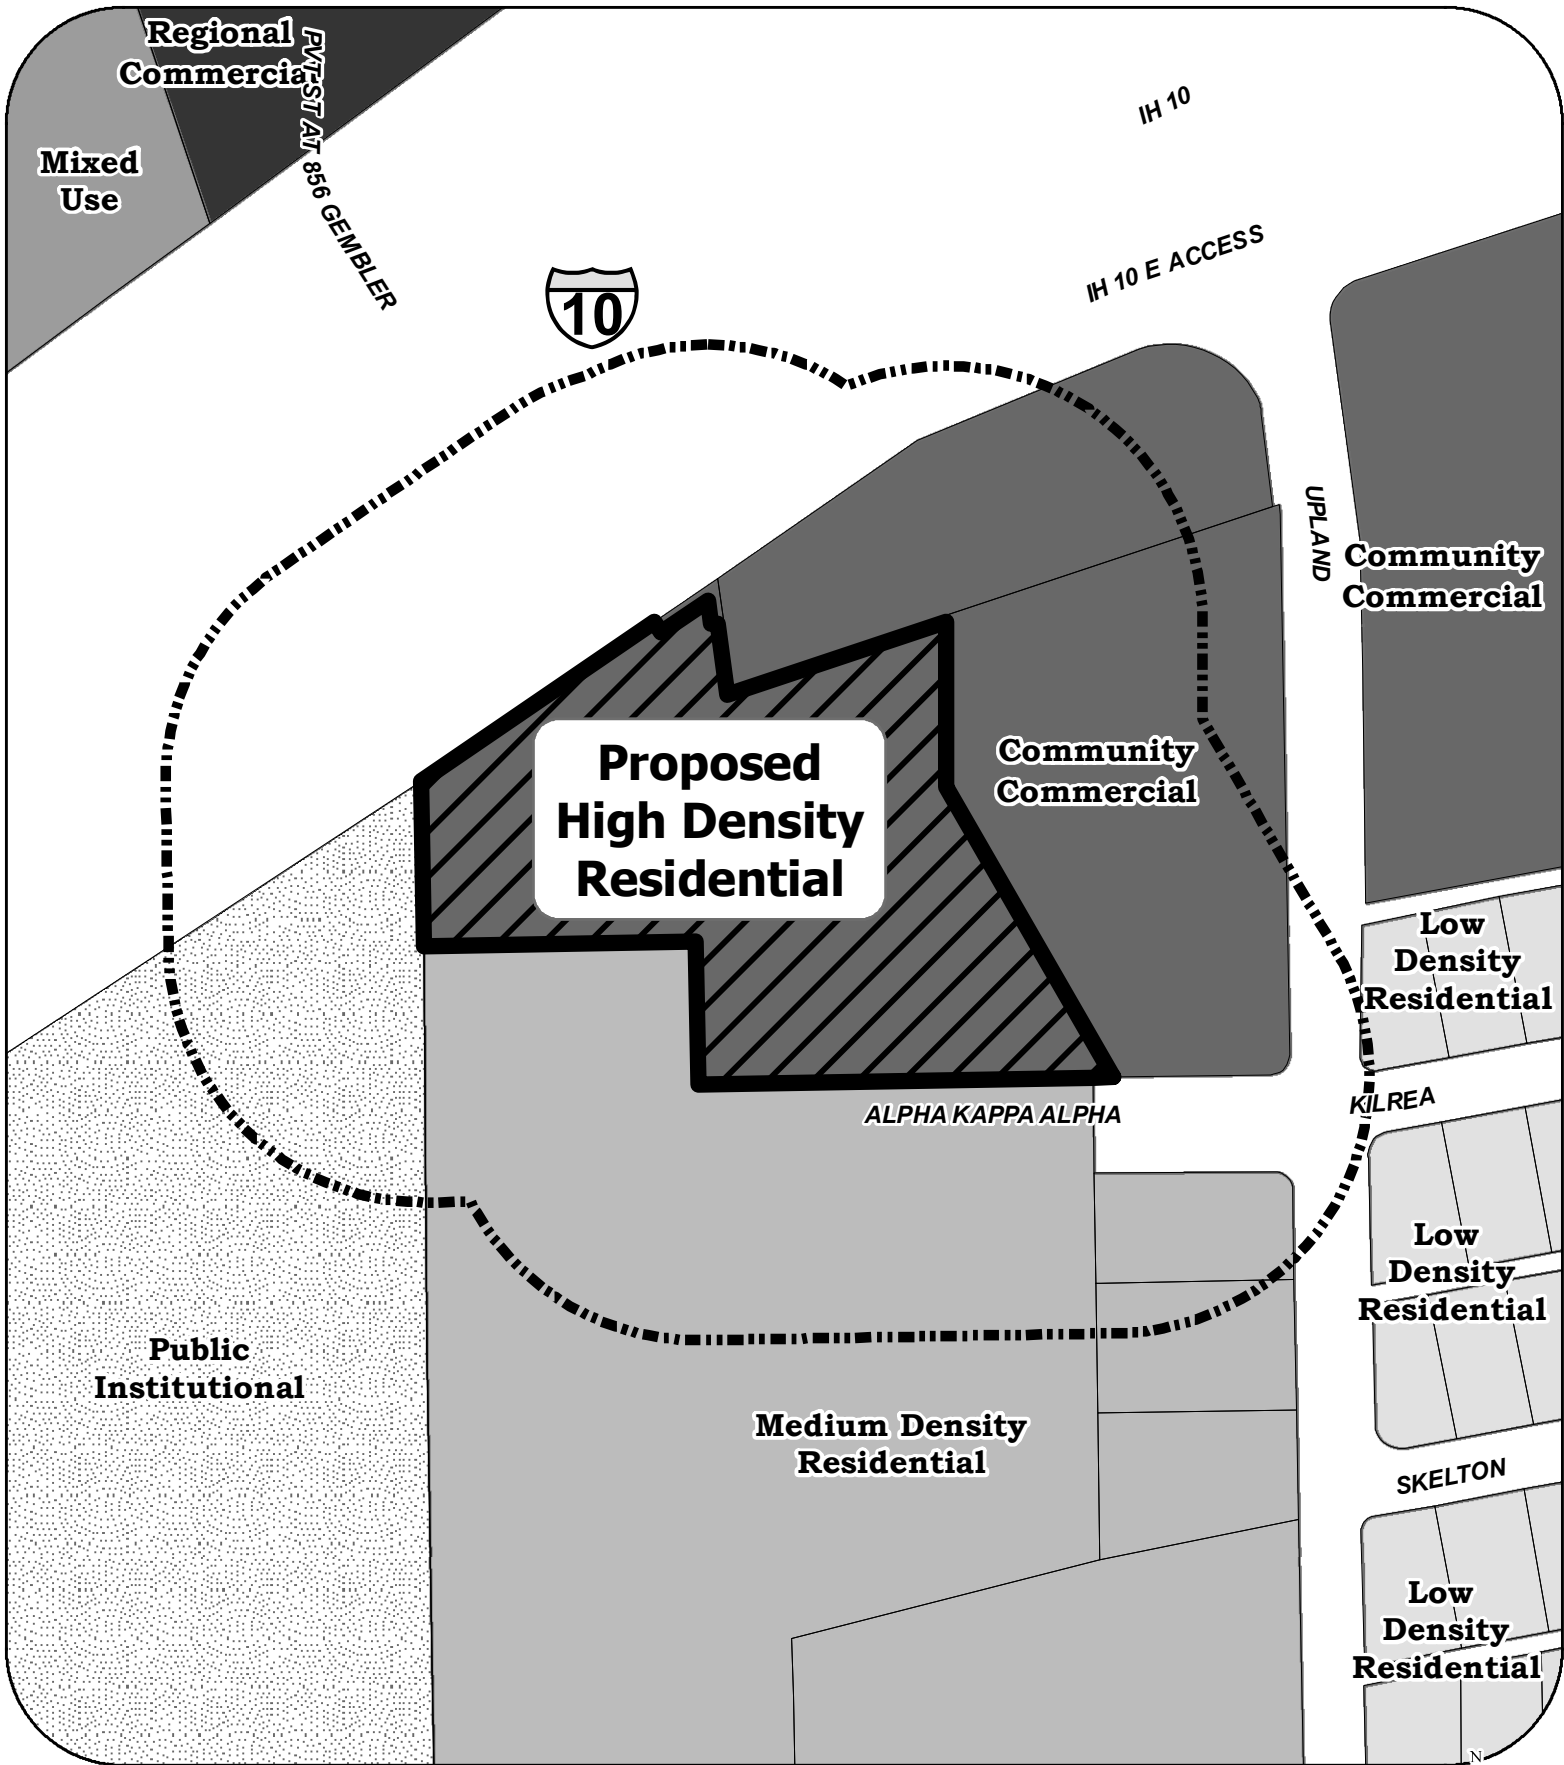 Regional
Commercial
PVT ST AT 856 GEMBLER
Mixed
Use
IH 10
IH 10 E ACCESS
10
UPLAND
Community
Commercial
Community
Commercial
Proposed
High Density
Residential
Low
Density
Residential
KILREA
ALPHA KAPPA ALPHA
Low
Density
Residential
Public
Institutional
Medium Density
Residential
SKELTON
Low
Density
Residential
N